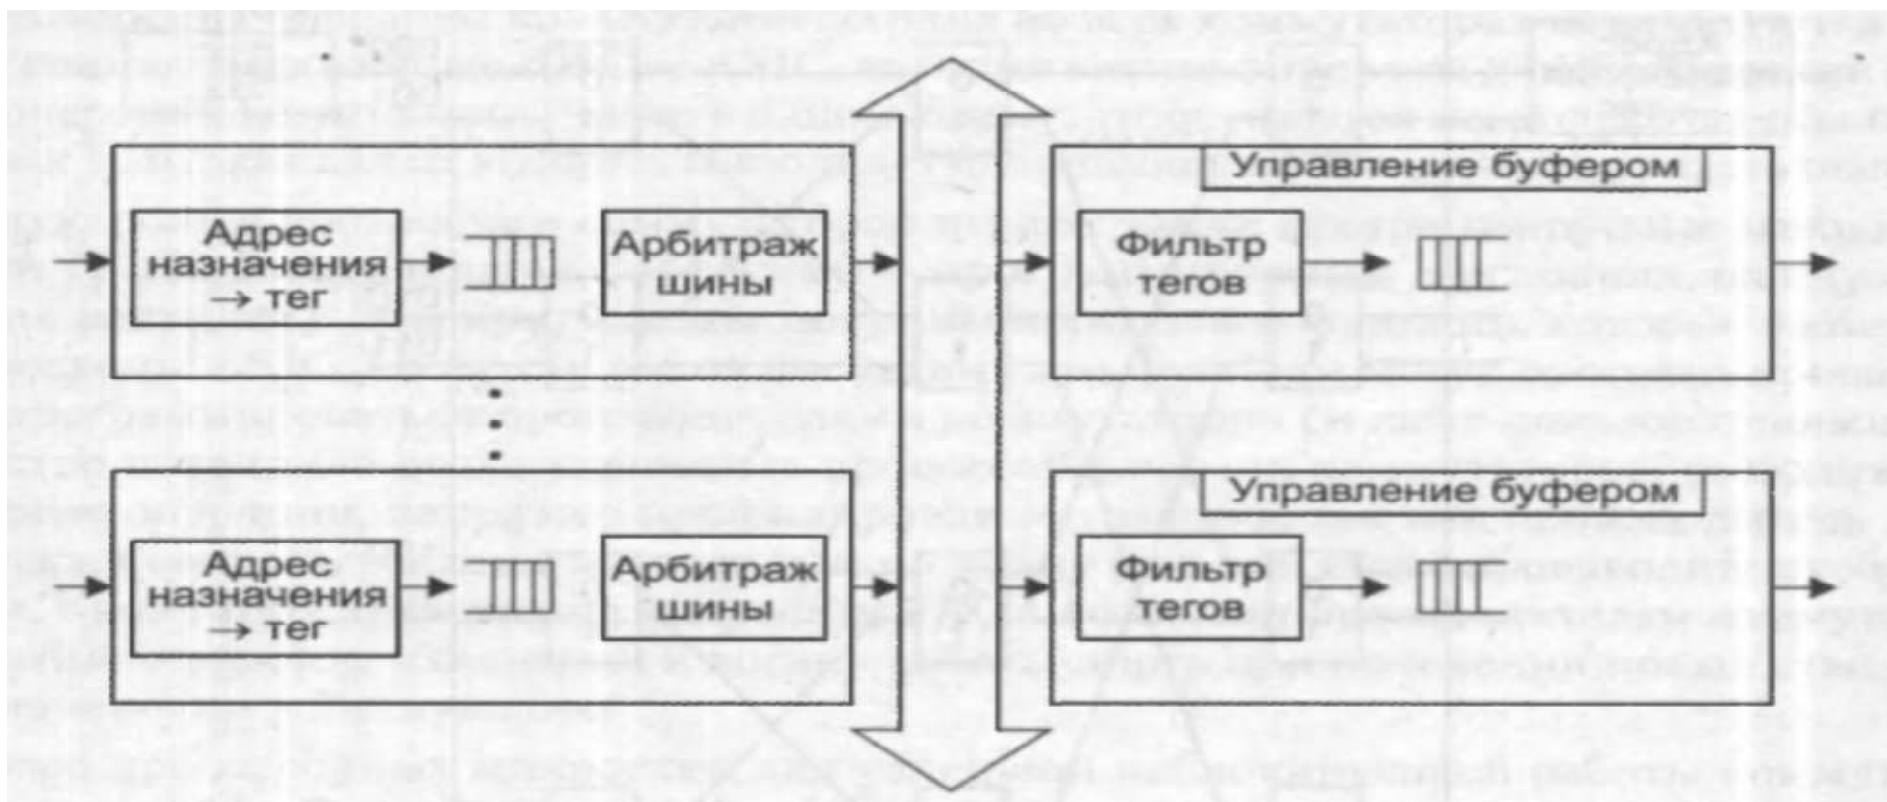 Управление буфером
Адрес
назначения
→ тег
Арбитраж
шины
Фильтр
тегов
Управление буфером
Адрес
назначения
→ тег
Арбитраж
шины
Фильтр
тегов